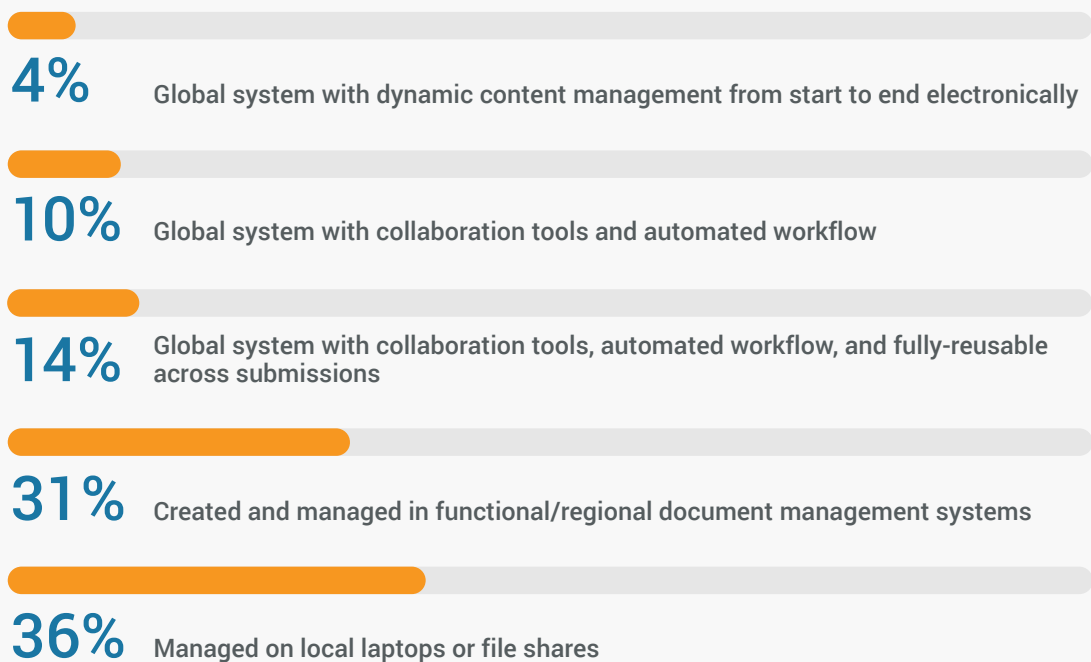 4%
Global system with dynamic content management from start to end electronically
10%
Global system with collaboration tools and automated workflow
14%
Global system with collaboration tools, automated workflow, and fully-reusable
across submissions
31%
Created and managed in functional/regional document management systems
36%
Managed on local laptops or file shares